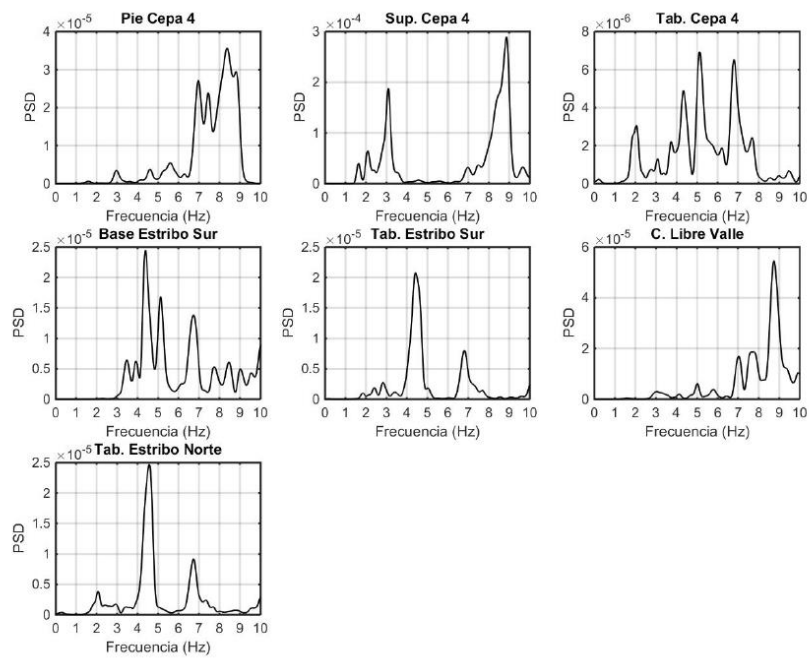 Pie Cepa 4
×10-5
4
3
2
1
0
PSD
0 1 2 3 4 5 6 7 8 9 10
Frecuencia (Hz)
Sup. Cepa 4
×10-4
3
2
1
0
PSD
0 1 2 3 4 5 6 7 8 9 10
Frecuencia (Hz)
Tab. Cepa 4
×10-6
8
6
4
2
0
PSD
0 1 2 3 4 5 6 7 8 9 10
Frecuencia (Hz)
Base Estribo Sur
×10-5
2.5
2
1.5
1
0.5
0
PSD
0 1 2 3 4 5 6 7 8 9 10
Frecuencia (Hz)
Tab. Estribo Sur
×10-5
2.5
2
1.5
1
0.5
0
PSD
0 1 2 3 4 5 6 7 8 9 10
Frecuencia (Hz)
C. Libre Valle
×10-5
6
4
2
0
PSD
0 1 2 3 4 5 6 7 8 9 10
Frecuencia (Hz)
Tab. Estribo Norte
×10-5
2.5
2
1.5
1
0.5
0
PSD
0 1 2 3 4 5 6 7 8 9 10
Frecuencia (Hz)